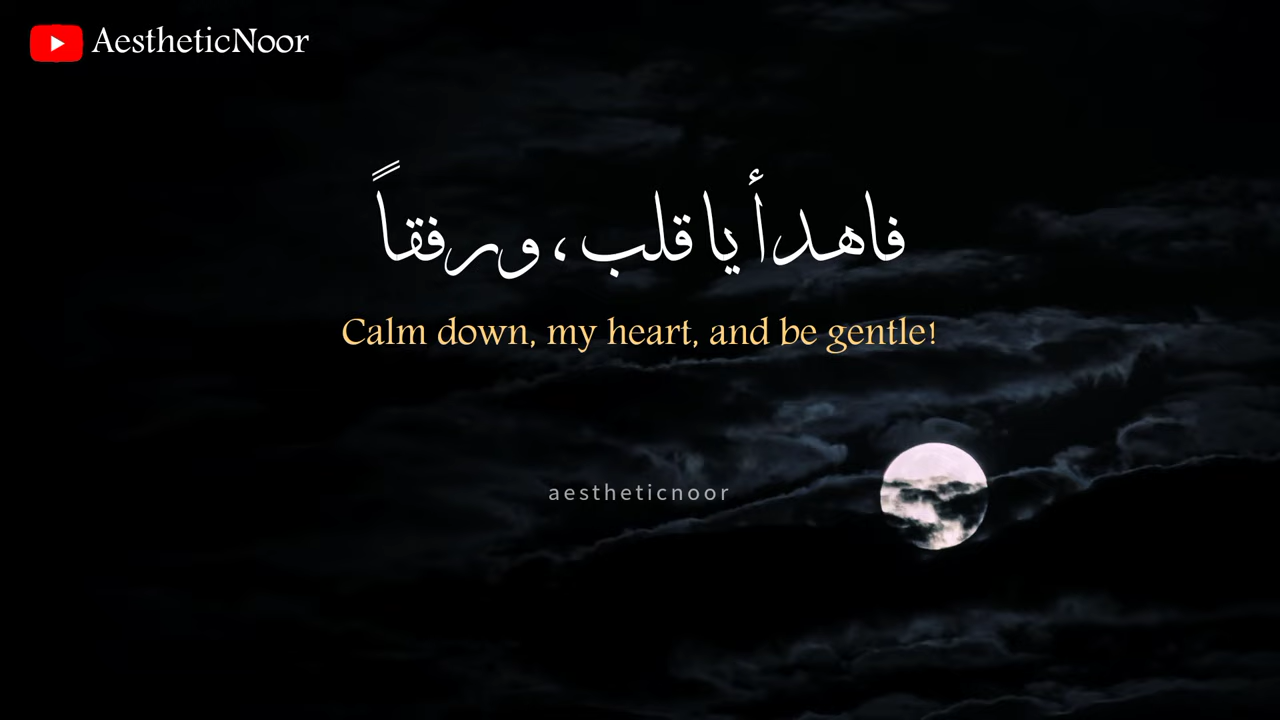 AestheticNoor
فاهدأ يا قلب، ورفقاً
Calm down, my heart, and be gentle!
aestheticnoor